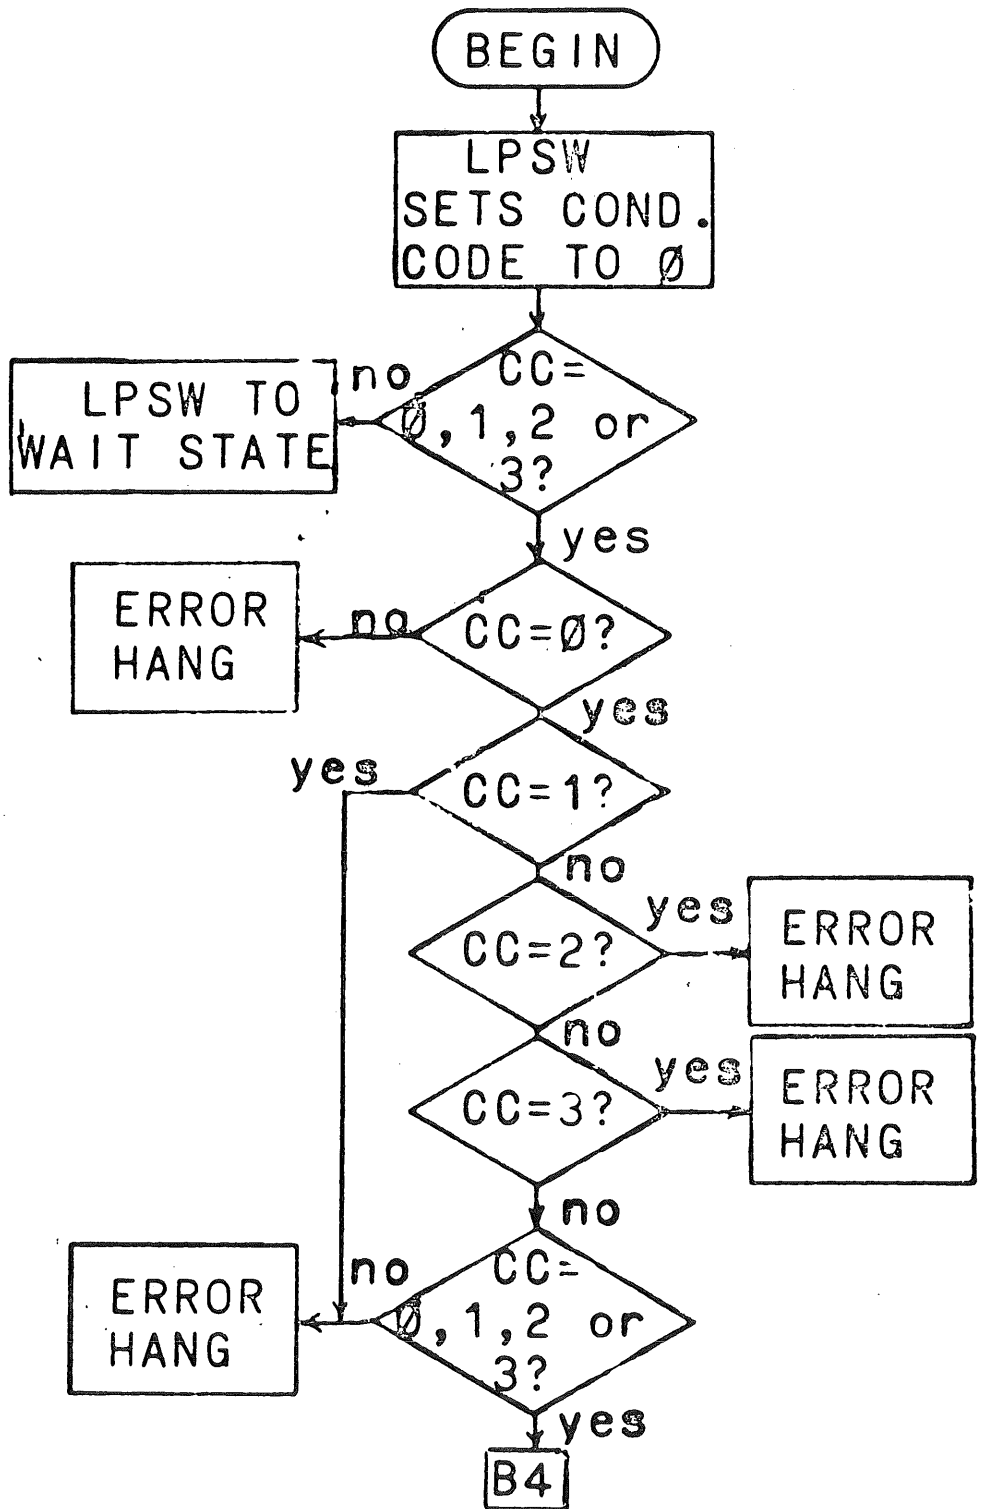 BEGIN
LPSW
SETS COND.
CODE TO Ø
CC=
Ø,1,2 or
3?
no
LPSW TO
WAIT STATE
yes
CC=Ø?
no
ERROR
HANG
yes
CC=1?
yes
no
CC=2?
yes
ERROR
HANG
no
CC=3?
yes
ERROR
HANG
no
CC=
Ø,1,2 or
3?
no
ERROR
HANG
yes
B4